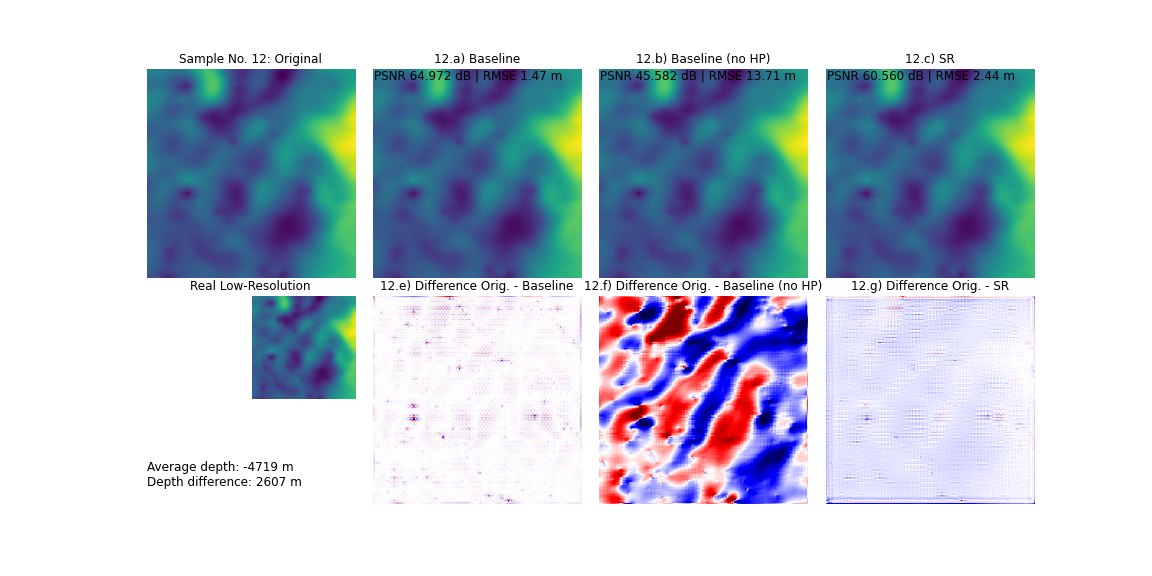 Sample No. 12: Original
12.a) Baseline
12.b) Baseline (no HP)
12.c) SR
PSNR 64.972 dB | RMSE 1.47 m
PSNR 45.582 dB | RMSE 13.71 m
PSNR 60.560 dB | RMSE 2.44 m
Real Low-Resolution
12.e) Difference Orig. - Baseline
12.f) Difference Orig. - Baseline (no HP)
12.g) Difference Orig. - SR
Average depth: -4719 m
Depth difference: 2607 m